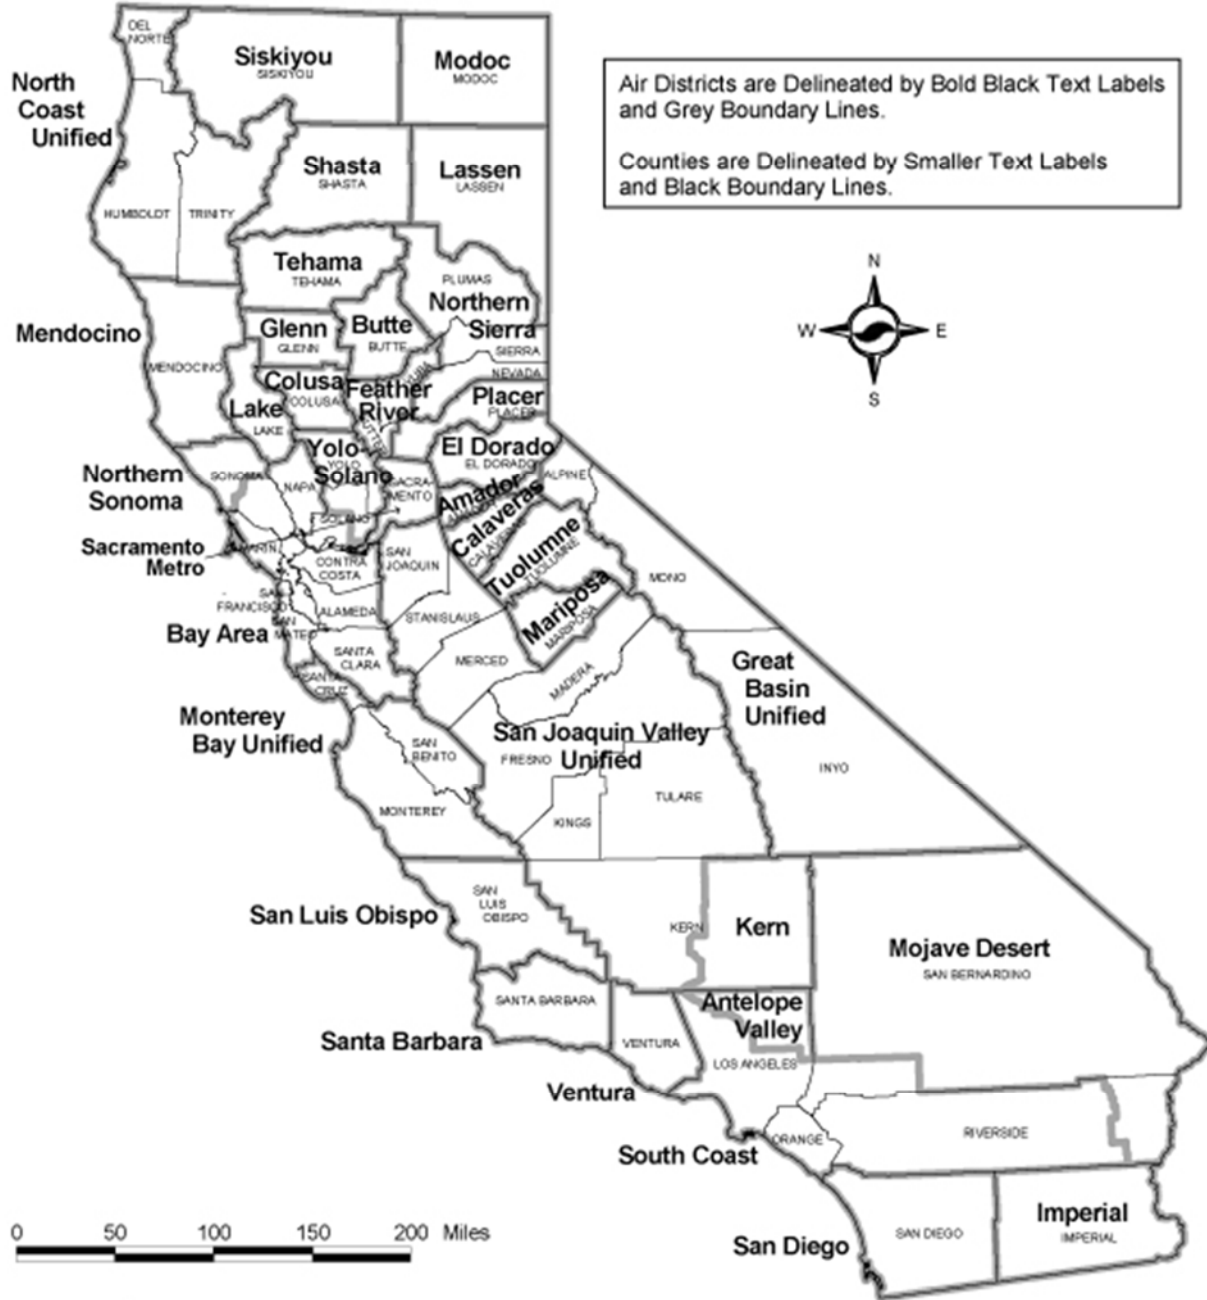 DEL
NORTE
Siskiyou
SISKIYOU
Modoc
MODOC
North
Coast
Unified
Air Districts are Delineated by Bold Black Text Labels
and Grey Boundary Lines.
Counties are Delineated by Smaller Text Labels
and Black Boundary Lines.
Shasta
SHASTA
Lassen
LASSEN
HUMBOLDT
TRINITY
Tehama
TEHAMA
PLUMAS
Northern
Sierra
SIERRA
N
W
E
S
Mendocino
MENDOCINO
Glenn
GLENN
Butte
BUTTE
NEVADA
YUBA
Colusa
COLUSA
Feather
River
SUTTER
Placer
PLACER
Lake
LAKE
El Dorado
EL DORADO
Yolo-
YOLO
Solano
SOLANO
Northern
Sonoma
SONOMA
NAPA
SACRA-
MENTO
ALPINE
Amador
Calaveras
CALAVERAS
Tuolumne
TUOLUMNE
Mariposa
MARIPOSA
Sacramento
Metro
MARIN
CONTRA
COSTA
SAN
JOAQUIN
MONO
SAN
FRANCISCO
ALAMEDA
STANISLAUS
Bay Area
SAN
MATEO
SANTA
CLARA
MERCED
SANTA
CRUZ
MADERA
Great
Basin
Unified
INYO
Monterey
Bay Unified
SAN
BENITO
San Joaquin Valley
Unified
FRESNO
TULARE
KINGS
MONTEREY
San Luis Obispo
SAN
LUIS
OBISPO
KERN
Kern
Mojave Desert
SAN BERNARDINO
SANTA BARBARA
Santa Barbara
Antelope
Valley
VENTURA
Ventura
LOS ANGELES
South Coast
ORANGE
RIVERSIDE
San Diego
SAN DIEGO
Imperial
IMPERIAL
0 50 100 150 200 Miles